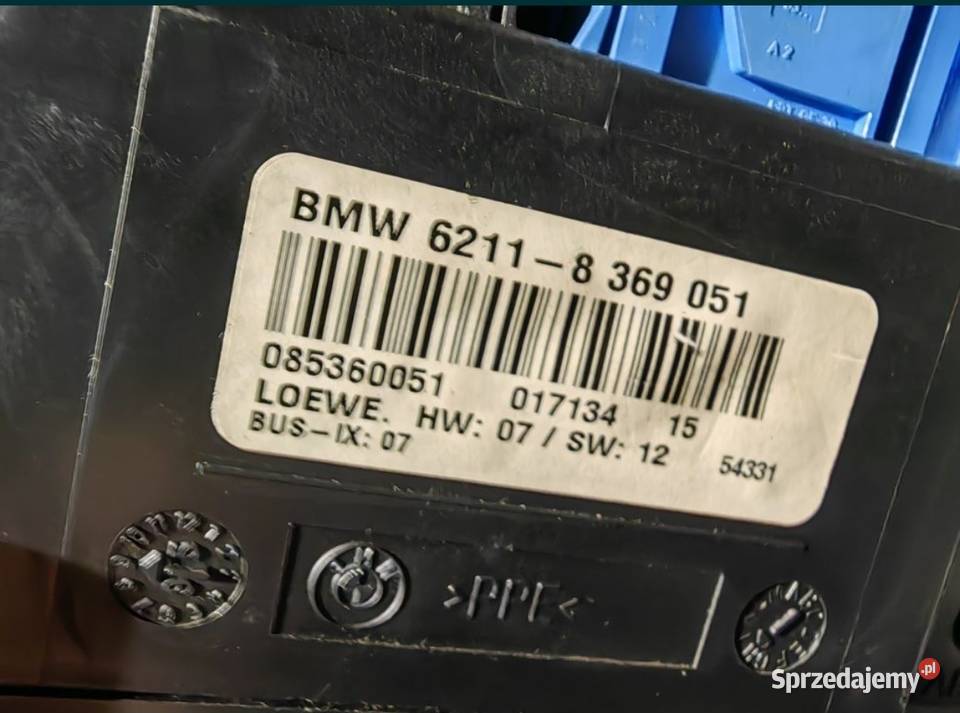 A2
BMW 6211-8 369 051
085360051 017134 15
LOEWE. HW: 07 / SW: 12
BUS-IX: 07 54331
>PPE<
Sprzedajemy.pl